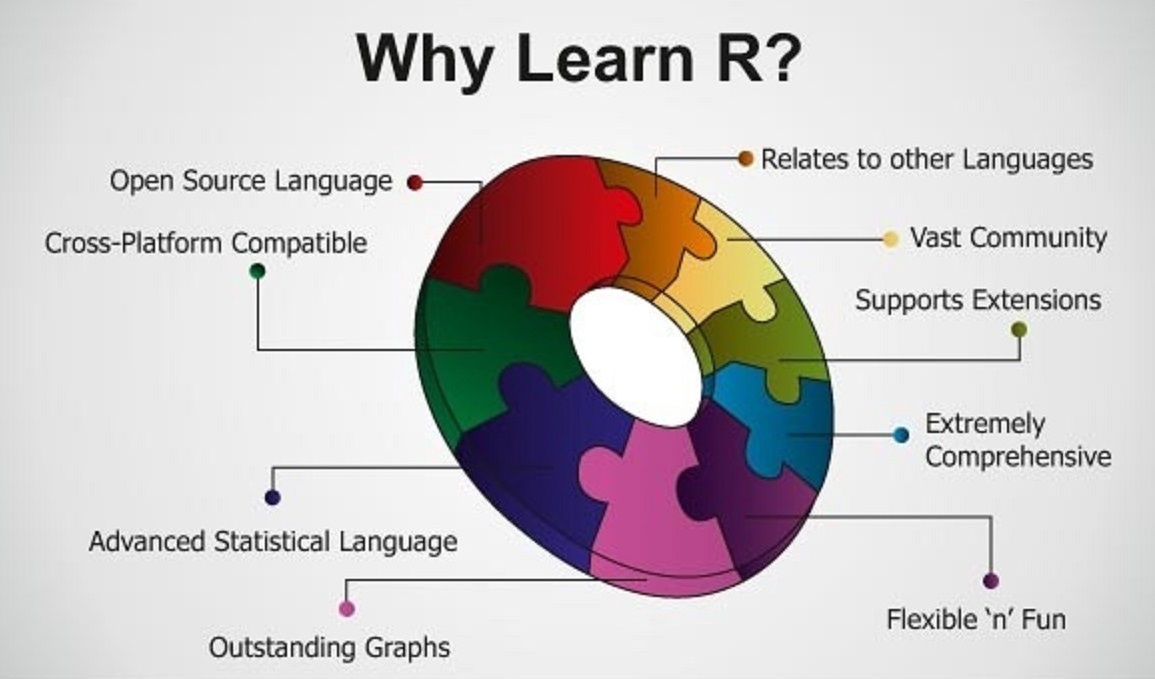 Why Learn R?
Open Source Language
Relates to other Languages
Cross-Platform Compatible
Vast Community
Supports Extensions
Extremely
Comprehensive
Advanced Statistical Language
Flexible ‘n’ Fun
Outstanding Graphs